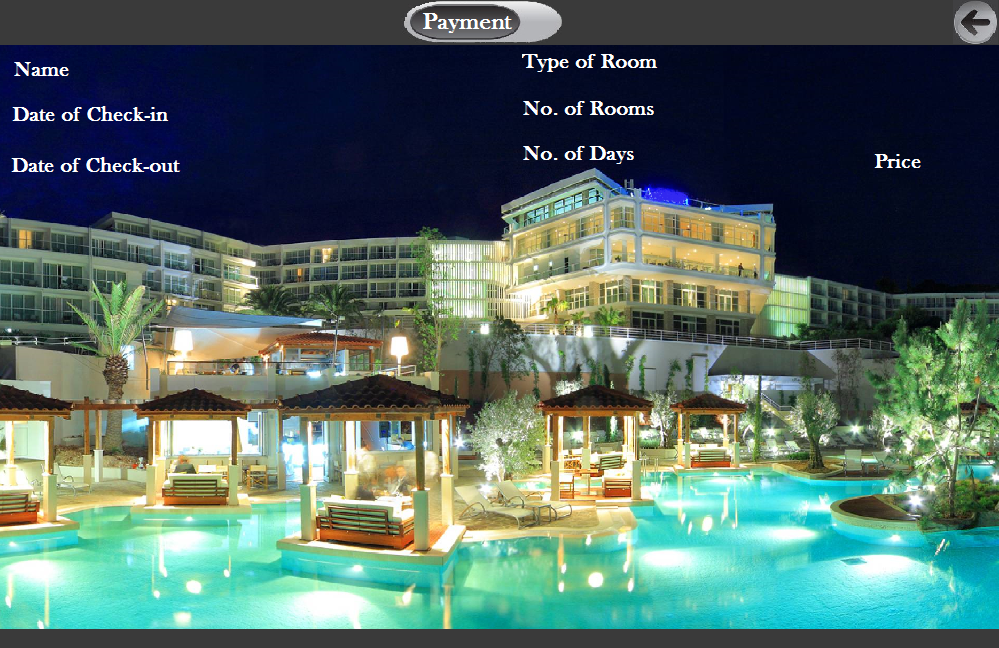 Payment
Name
Date of Check-in
Date of Check-out
Type of Room
No. of Rooms
No. of Days
Price